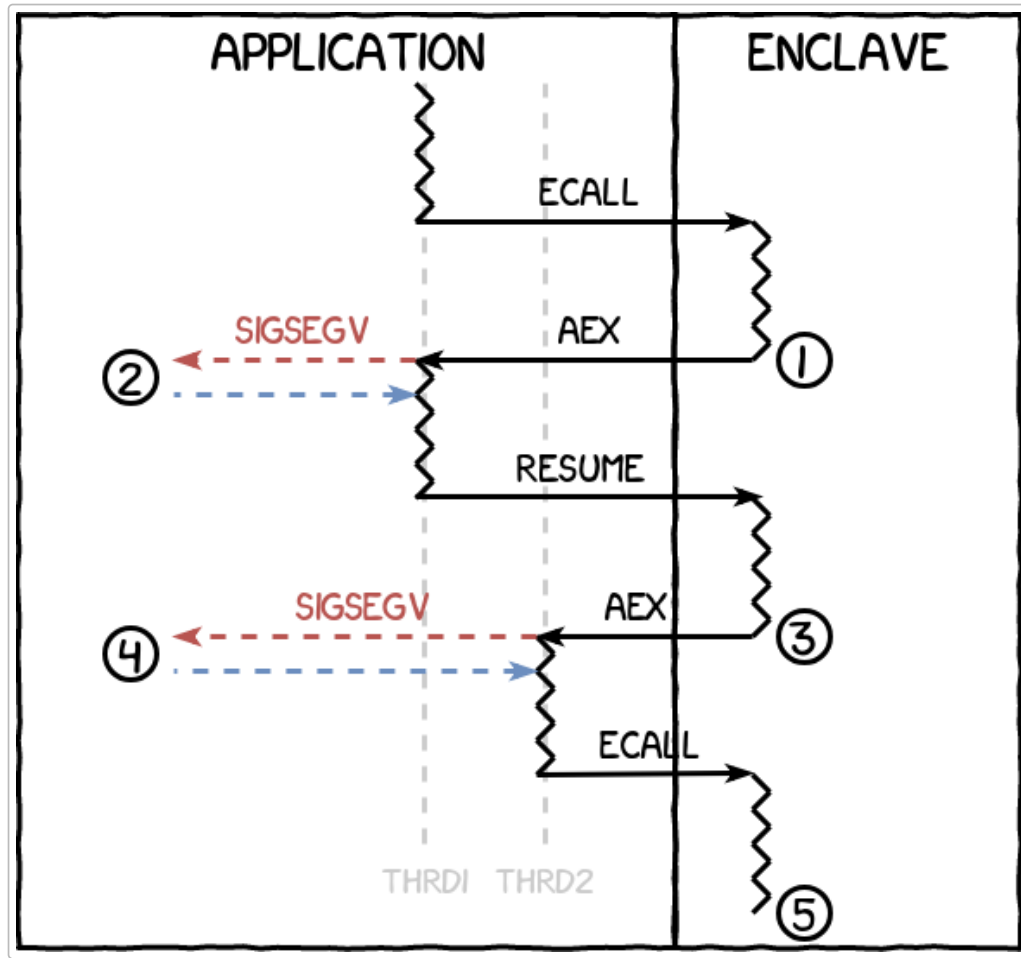 APPLICATION
ENCLAVE
ECALL
SIGSEGV
AEX
1
2
RESUME
SIGSEGV
AEX
3
4
ECALL
THRD1 THRD2
5